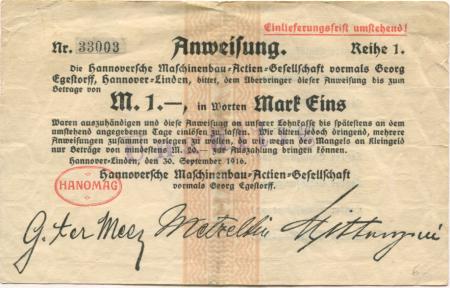 Einlieferungsfrist umstehend!
Nr. 33003 Anweisung. Reihe 1.
Die Hannoversche Maschinenbau-Actien-Gesellschaft vormals Georg
Egestorff, Hannover-Linden, bittet, dem Überbringer dieser Anweisung bis zum
Betrage von
M. 1.—, in Worten Mark Eins
Waren auszuhändigen und diese Anweisung an unserer Lohnkasse bis spätestens an dem
umstehend angegebenen Tage einlösen zu lassen. Wir bitten jedoch dringend, mehrere
Anweisungen zusammen vorlegen zu wollen, da wir wegen des Mangels an Kleingeld
nur Beträge von mindestens M. 20.— zur Auszahlung bringen können.
Hannover-Linden, den 30. September 1916.
HANOMAG
Hannoversche Maschinenbau-Actien-Gesellschaft
vormals Georg Egestorff.
G. ter Meer Metzeltin